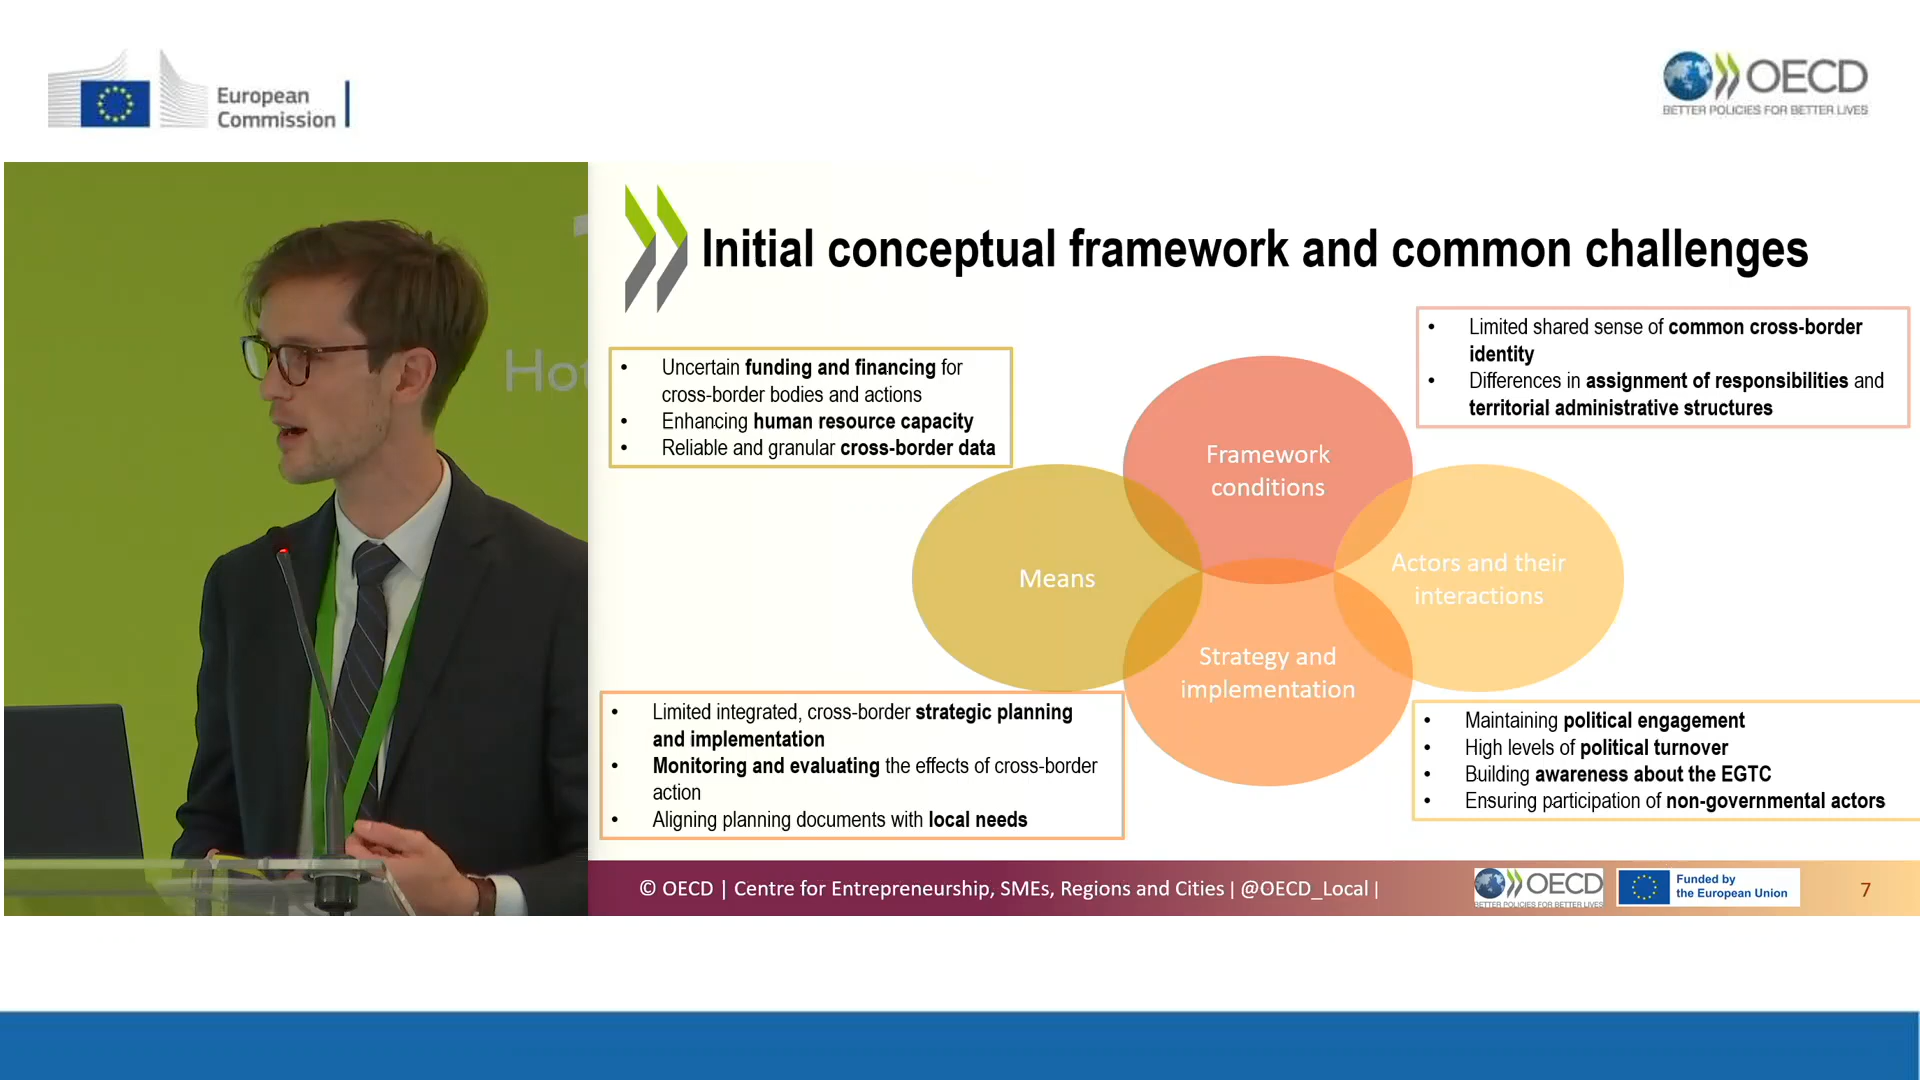 European
Commission
OECD
BETTER POLICIES FOR BETTER LIVES
Hot
Initial conceptual framework and common challenges
• Uncertain funding and financing for
cross-border bodies and actions
• Enhancing human resource capacity
• Reliable and granular cross-border data
• Limited shared sense of common cross-border
identity
• Differences in assignment of responsibilities and
territorial administrative structures
Framework
conditions
Means
Actors and their
interactions
Strategy and
implementation
• Limited integrated, cross-border strategic planning
and implementation
• Monitoring and evaluating the effects of cross-border
action
• Aligning planning documents with local needs
• Maintaining political engagement
• High levels of political turnover
• Building awareness about the EGTC
• Ensuring participation of non-governmental actors
© OECD | Centre for Entrepreneurship, SMEs, Regions and Cities | @OECD_Local |
OECD
BETTER POLICIES FOR BETTER LIVES
Funded by
the European Union
7